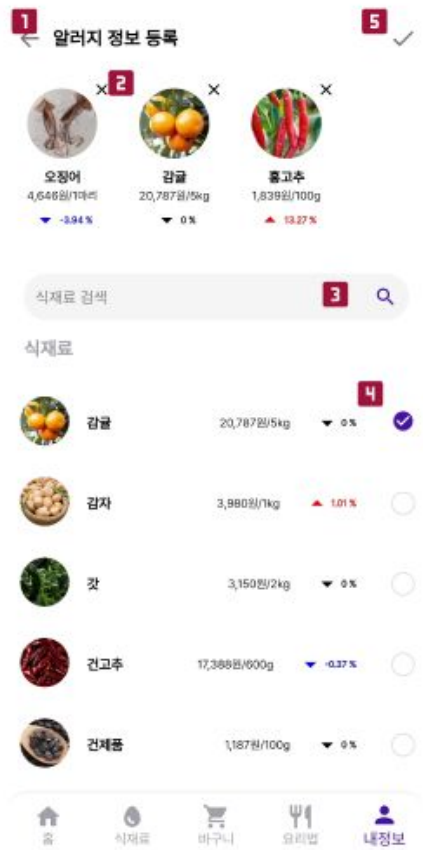 1
5
알러지 정보 등록
2
오징어 감귤 홍고추
4,646원/1마리 20,787원/5kg 1,839원/100g
-3.94 % 0 % 13.27 %
식재료 검색 3
식재료
4
감귤 20,787원/5kg 0 %
감자 3,980원/1kg 1.01 %
갓 3,150원/2kg 0 %
건고추 17,388원/600g -0.37 %
건제품 1,187원/100g 0 %
홈 식재료 바구니 요리법 내정보